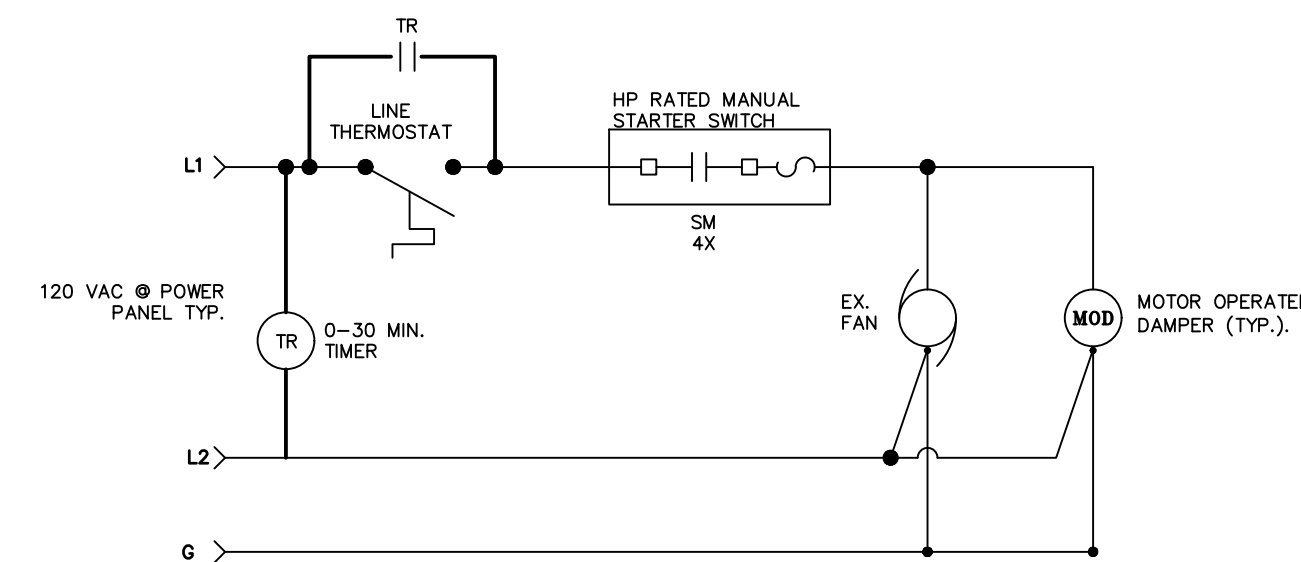 TR
LINE
THERMOSTAT
HP RATED MANUAL
STARTER SWITCH
L1
SM
4X
120 VAC @ POWER
PANEL TYP.
TR
0-30 MIN.
TIMER
EX.
FAN
MOD
MOTOR OPERATED
DAMPER (TYP.).
L2
G